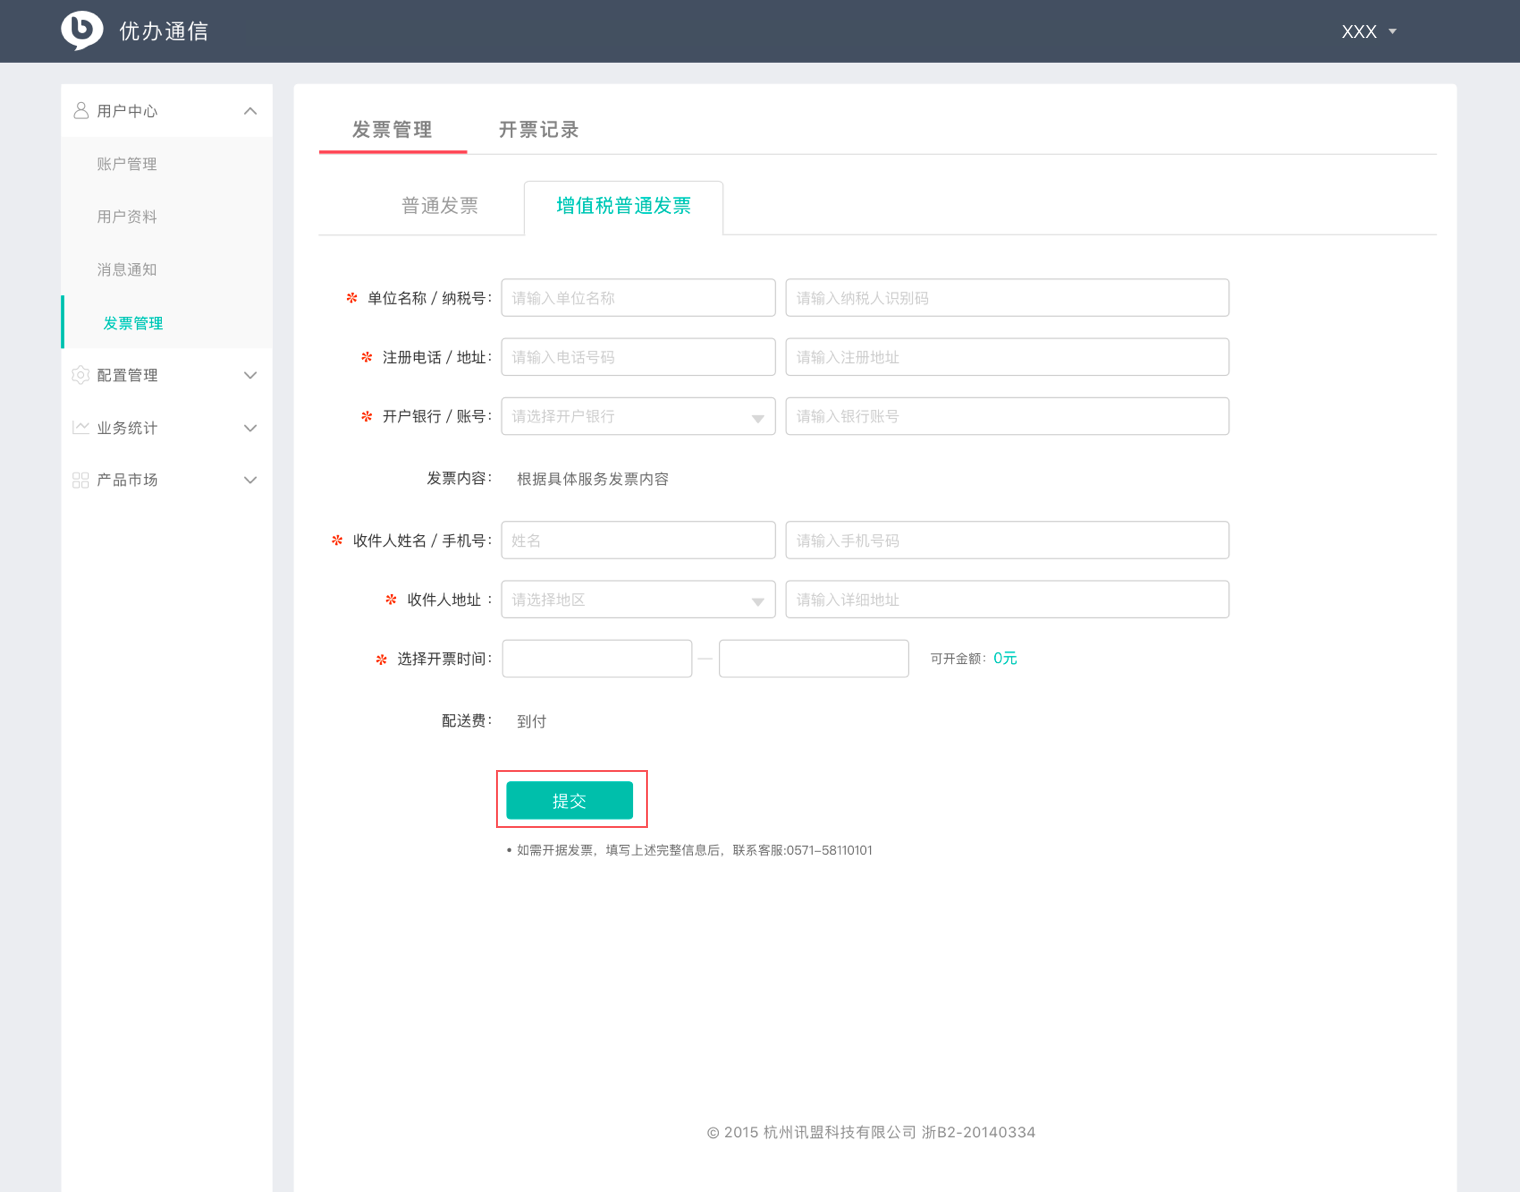 优办通信
XXX
用户中心
账户管理
用户资料
消息通知
发票管理
配置管理
业务统计
产品市场
发票管理 开票记录
普通发票 增值税普通发票
* 单位名称 / 纳税号: 请输入单位名称 请输入纳税人识别码
* 注册电话 / 地址: 请输入电话号码 请输入注册地址
* 开户银行 / 账号: 请选择开户银行 请输入银行账号
发票内容: 根据具体服务发票内容
* 收件人姓名 / 手机号: 姓名 请输入手机号码
* 收件人地址 : 请选择地区 请输入详细地址
* 选择开票时间: — 可开金额: 0元
配送费: 到付
提交
• 如需开据发票，填写上述完整信息后，联系客服:0571-58110101
© 2015 杭州讯盟科技有限公司 浙B2-20140334